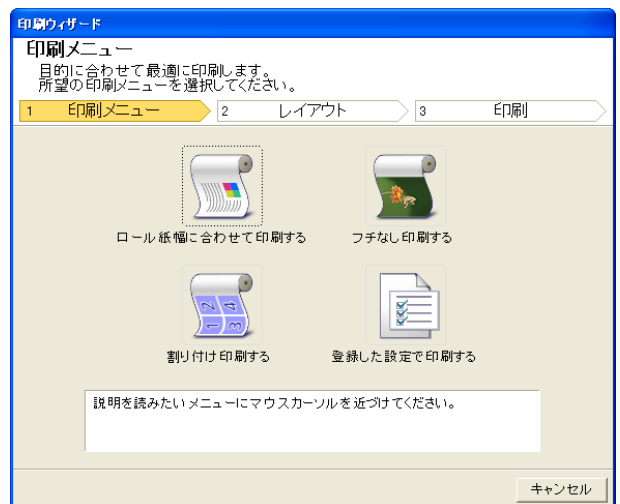 印刷ウィザード
印刷メニュー
目的に合わせて最適に印刷します。
所望の印刷メニューを選択してください。
1 印刷メニュー 2 レイアウト 3 印刷
ロール紙幅に合わせて印刷する フチなし印刷する
1 2 3 4
割り付け印刷する 登録した設定で印刷する
説明を読みたいメニューにマウスカーソルを近づけてください。
キャンセル